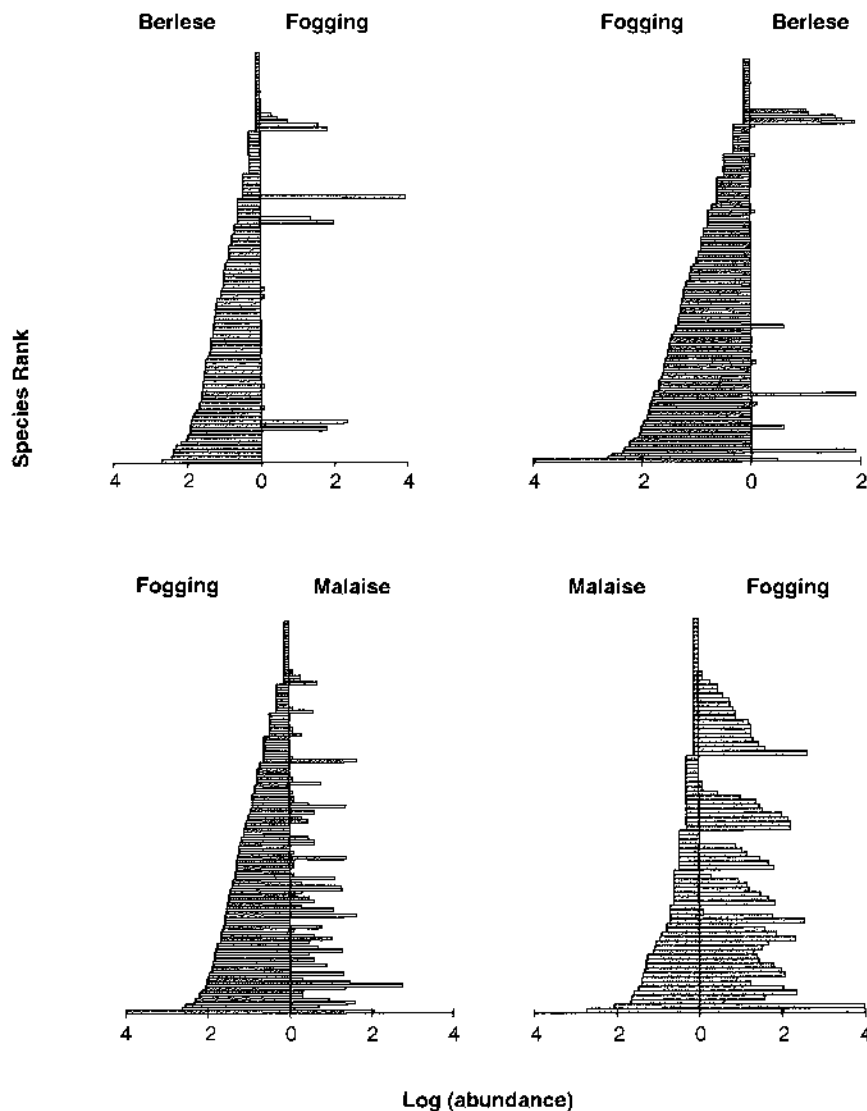 Berlese Fogging
Fogging Berlese
4 2 0 2 4
4 2 0 2
Fogging Malaise
Malaise Fogging
4 2 0 2 4
4 2 0 2 4
Species Rank
Log (abundance)